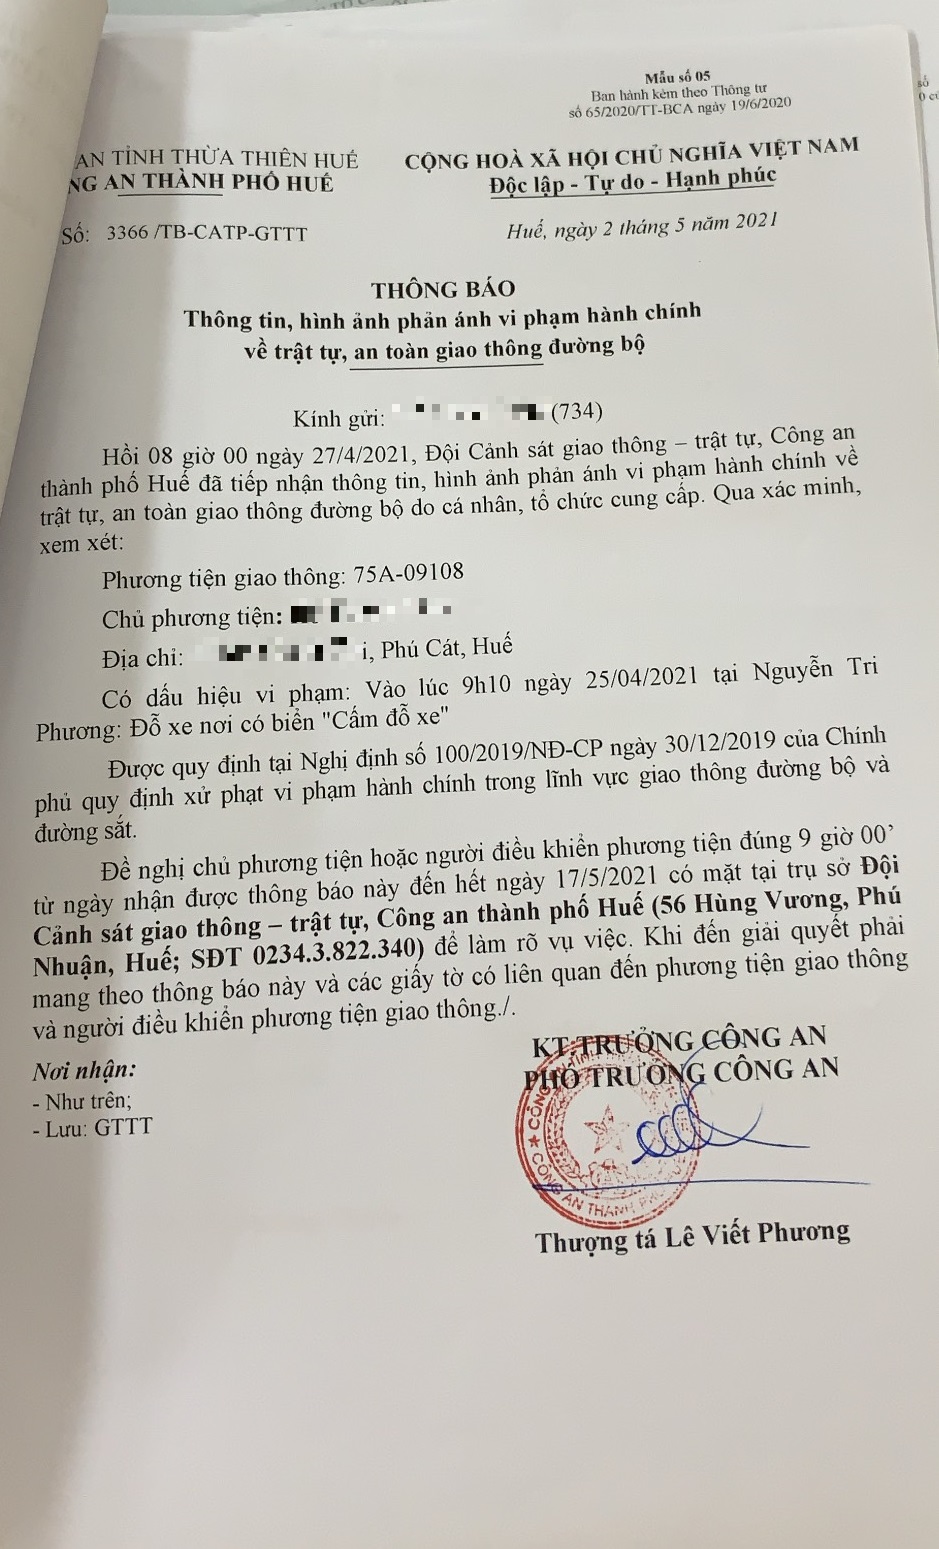 Mẫu số 05
Ban hành kèm theo Thông tư
số 65/2020/TT-BCA ngày 19/6/2020
AN TỈNH THỪA THIÊN HUẾ
NG AN THÀNH PHỐ HUẾ
CỘNG HOÀ XÃ HỘI CHỦ NGHĨA VIỆT NAM
Độc lập - Tự do - Hạnh phúc
Số: 3366 /TB-CATP-GTTT
Huế, ngày 2 tháng 5 năm 2021
THÔNG BÁO
Thông tin, hình ảnh phản ánh vi phạm hành chính
về trật tự, an toàn giao thông đường bộ
Kính gửi: (734)
Hồi 08 giờ 00 ngày 27/4/2021, Đội Cảnh sát giao thông – trật tự, Công an
thành phố Huế đã tiếp nhận thông tin, hình ảnh phản ánh vi phạm hành chính về
trật tự, an toàn giao thông đường bộ do cá nhân, tổ chức cung cấp. Qua xác minh,
xem xét:
Phương tiện giao thông: 75A-09108
Chủ phương tiện:
Địa chỉ: i, Phú Cát, Huế
Có dấu hiệu vi phạm: Vào lúc 9h10 ngày 25/04/2021 tại Nguyễn Tri
Phương: Đỗ xe nơi có biển "Cấm đỗ xe"
Được quy định tại Nghị định số 100/2019/NĐ-CP ngày 30/12/2019 của Chính
phủ quy định xử phạt vi phạm hành chính trong lĩnh vực giao thông đường bộ và
đường sắt.
Đề nghị chủ phương tiện hoặc người điều khiển phương tiện đúng 9 giờ 00’
từ ngày nhận được thông báo này đến hết ngày 17/5/2021 có mặt tại trụ sở Đội
Cảnh sát giao thông – trật tự, Công an thành phố Huế (56 Hùng Vương, Phú
Nhuận, Huế; SĐT 0234.3.822.340) để làm rõ vụ việc. Khi đến giải quyết phải
mang theo thông báo này và các giấy tờ có liên quan đến phương tiện giao thông
và người điều khiển phương tiện giao thông./.
Nơi nhận:
- Như trên;
- Lưu: GTTT
KT.TRƯỞNG CÔNG AN
PHÓ TRƯỞNG CÔNG AN
CÔNG AN THÀNH PHỐ
Thượng tá Lê Viết Phương